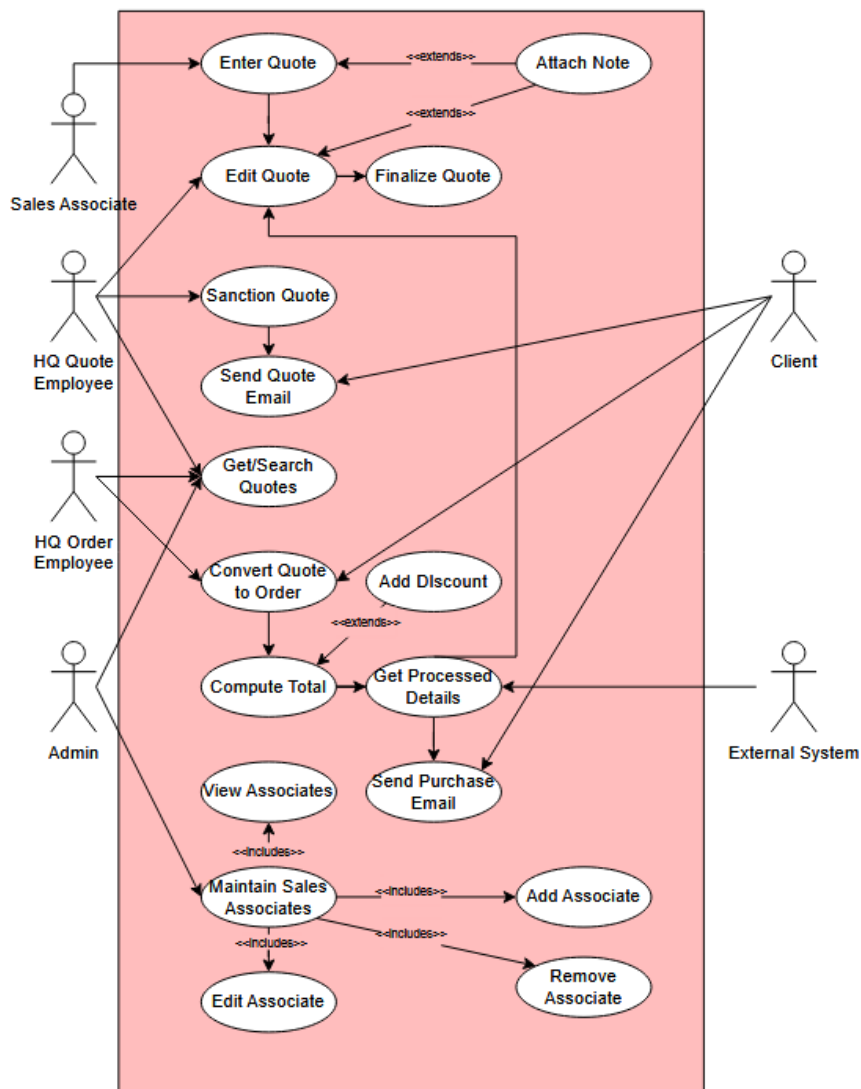 Enter Quote
<<extends>>
Attach Note
<<extends>>
Sales Associate
Edit Quote
Finalize Quote
HQ Quote
Employee
Sanction Quote
Client
Send Quote
Email
HQ Order
Employee
Get/Search
Quotes
Convert Quote
to Order
Add DIscount
<<extends>>
Admin
Compute Total
Get Processed
Details
External System
View Associates
Send Purchase
Email
<<includes>>
Maintain Sales
Associates
<<includes>>
Add Associate
<<includes>>
<<includes>>
Edit Associate
Remove
Associate